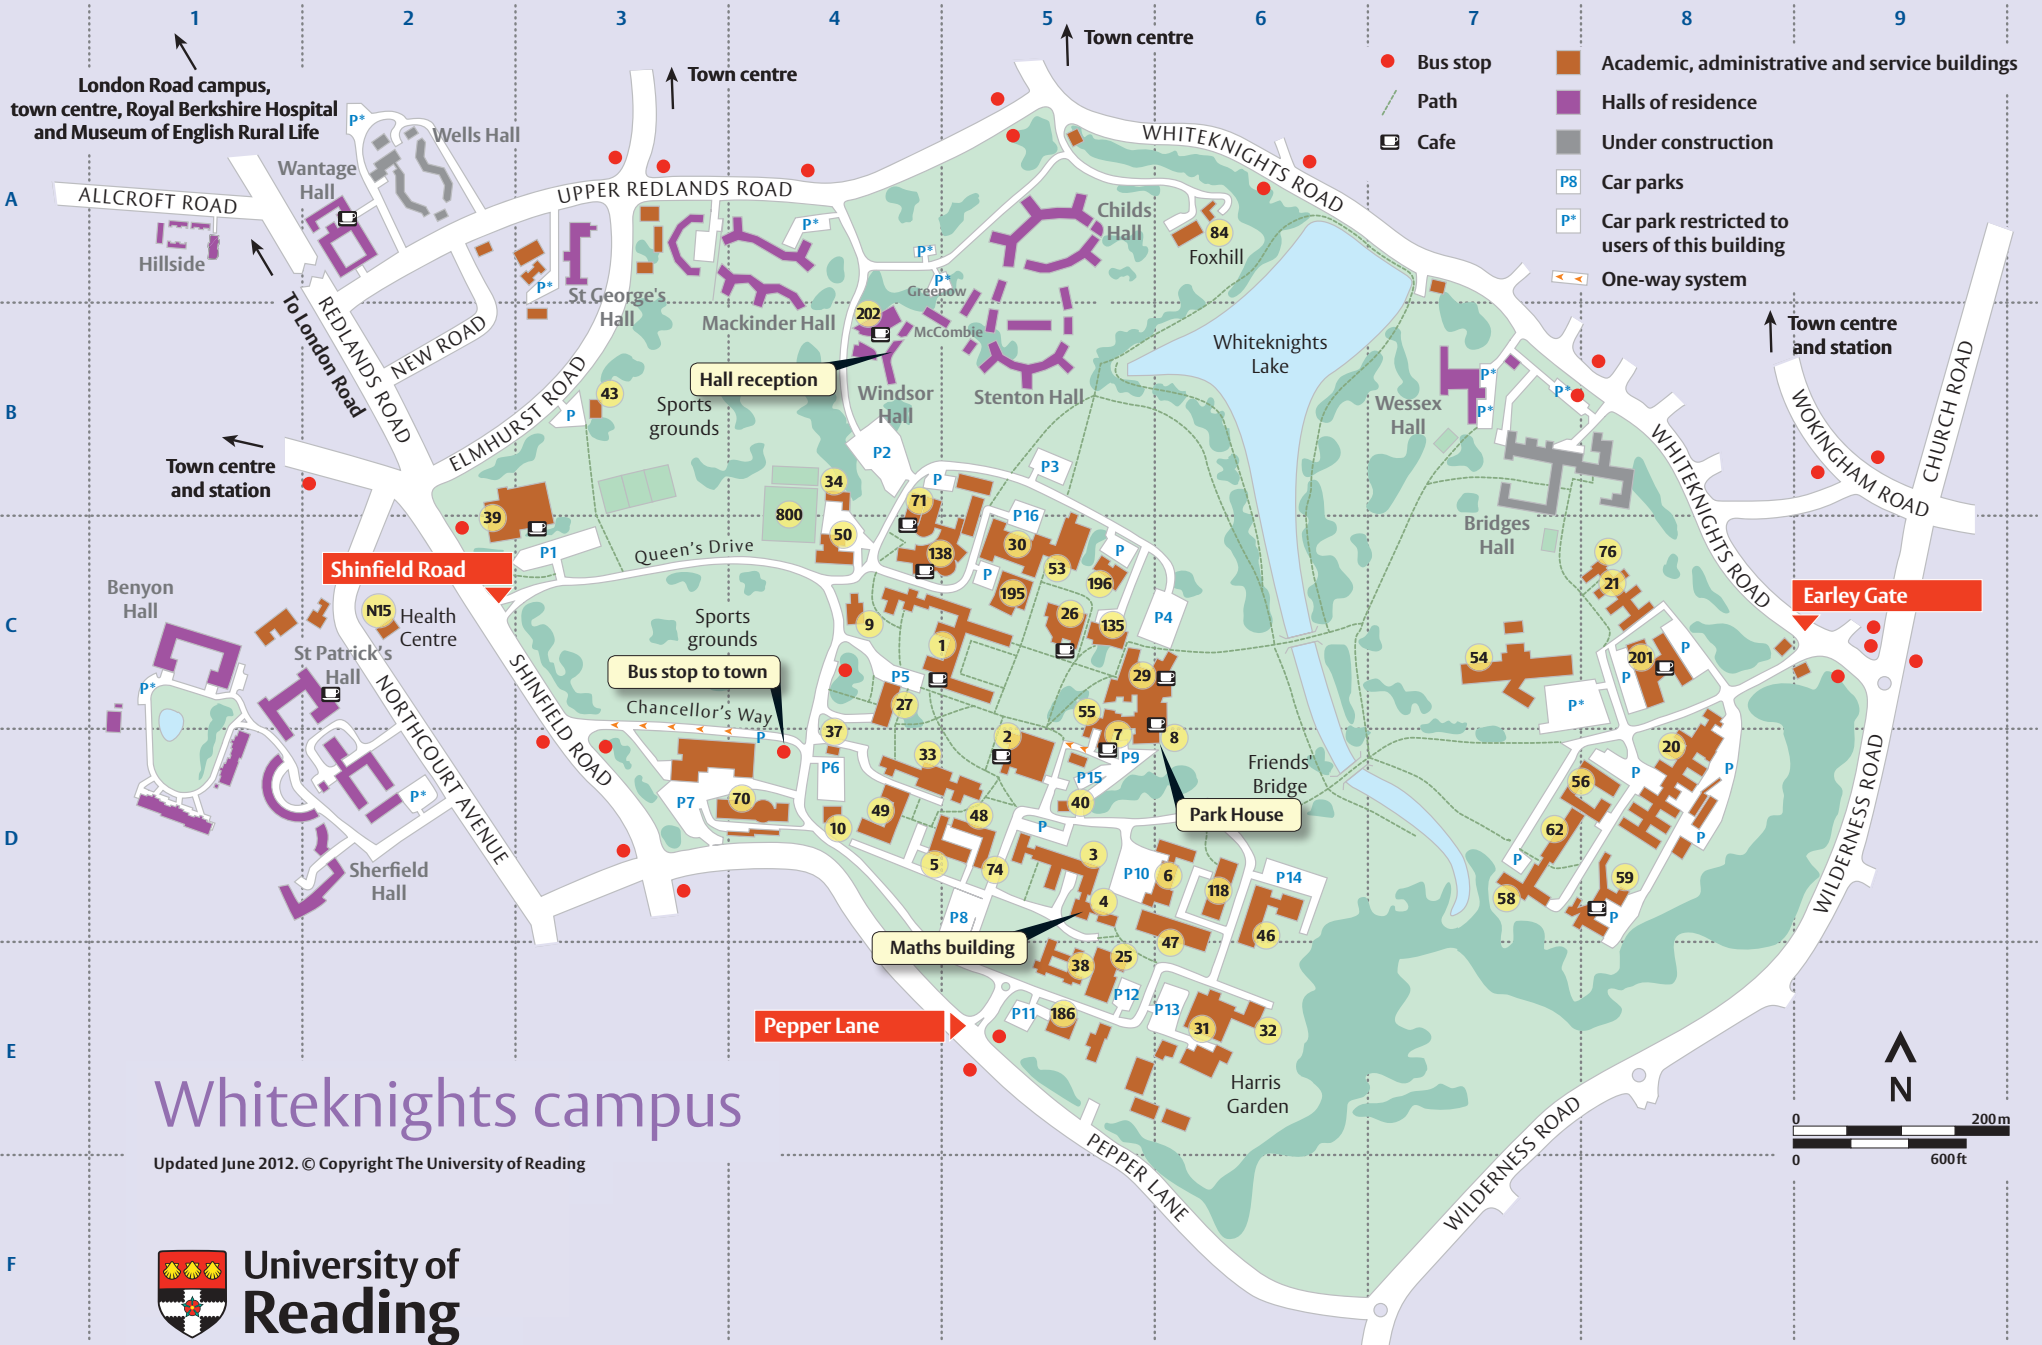 1
2
3
4
5
6
7
8
9
A
B
C
D
E
F
London Road campus,
town centre, Royal Berkshire Hospital
and Museum of English Rural Life
Town centre
Town centre
Bus stop
Path
Cafe
Academic, administrative and service buildings
Halls of residence
Under construction
P8 Car parks
P* Car park restricted to
users of this building
One-way system
P*
Wells Hall
Wantage
Hall
ALLCROFT ROAD
Hillside
UPPER REDLANDS ROAD
WHITEKNIGHTS ROAD
P*
St George's
Hall
Mackinder Hall
P*
P*
P*
Greenow
McCombie
Childs
Hall
84
Foxhill
To London Road
REDLANDS ROAD
NEW ROAD
ELMHURST ROAD
202
Hall reception
Windsor
Hall
Stenton Hall
Whiteknights
Lake
Town centre
and station
Wessex
Hall
P*
P*
P*
WHITEKNIGHTS ROAD
WOKINGHAM ROAD
CHURCH ROAD
43
P
Sports
grounds
Town centre
and station
P2
P3
P
34
71
39
800
50
P16
30
138
P
P
53
196
195
P1
Queen's Drive
Bridges
Hall
76
21
Shinfield Road
Earley Gate
Benyon
Hall
N15
Health
Centre
St Patrick's
Hall
P*
Sports
grounds
9
1
26
135
P4
54
201
P
P
P*
Bus stop to town
P5
27
29
55
7
8
Chancellor's Way
P
37
33
2
P9
P15
SHINFIELD ROAD
NORTHCOURT AVENUE
P*
P6
P7
70
10
49
48
40
P
Park House
Friends'
Bridge
20
56
P
P
62
P
P
58
59
P
WILDERNESS ROAD
Sherfield
Hall
5
74
3
P10
6
118
P14
4
P8
Maths building
47
46
38
25
P12
P11
186
P13
31
32
Pepper Lane
Harris
Garden
N
0
200m
0
600ft
Whiteknights campus
Updated June 2012. © Copyright The University of Reading
PEPPER LANE
WILDERNESS ROAD
University of
Reading